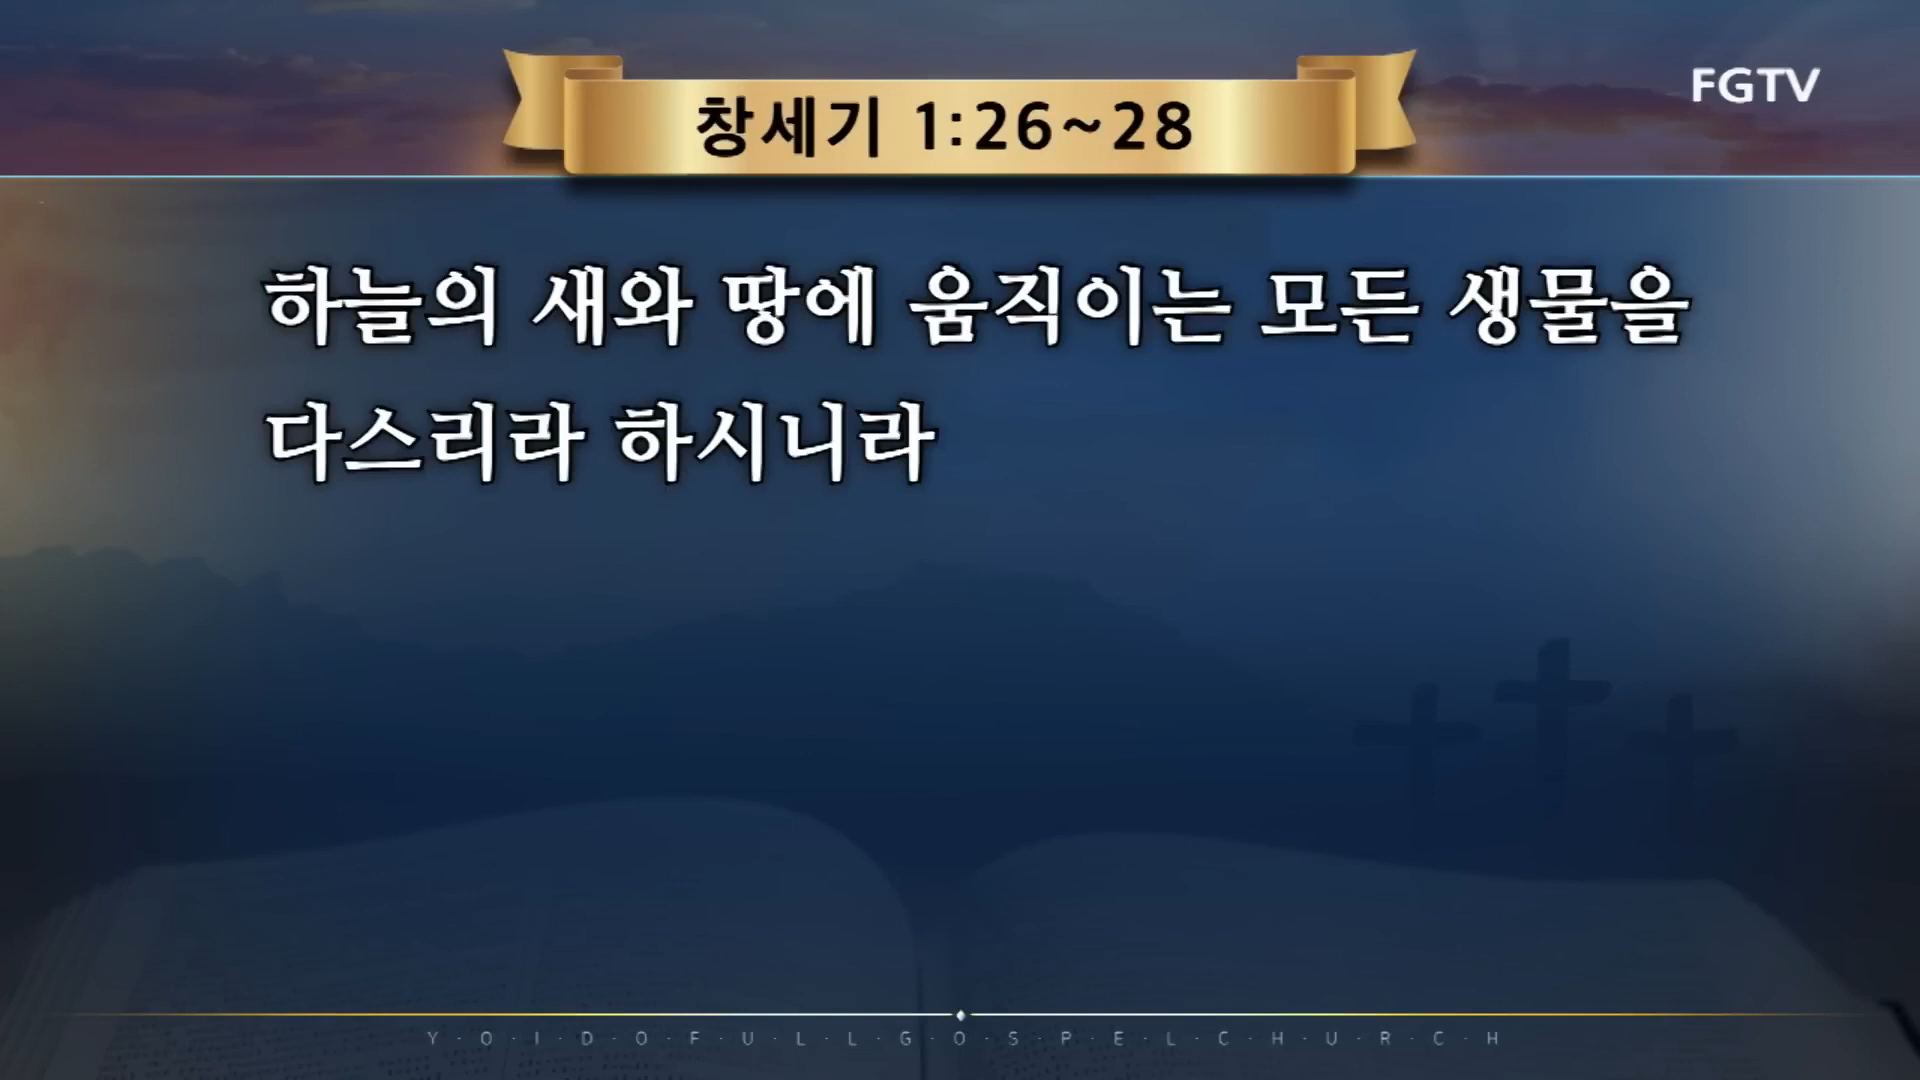 창세기 1:26~28
FGTV
하늘의 새와 땅에 움직이는 모든 생물을
다스리라 하시니라
Y·O·I·D·O·F·U·L·L·G·O·S·P·E·L·C·H·U·R·C·H